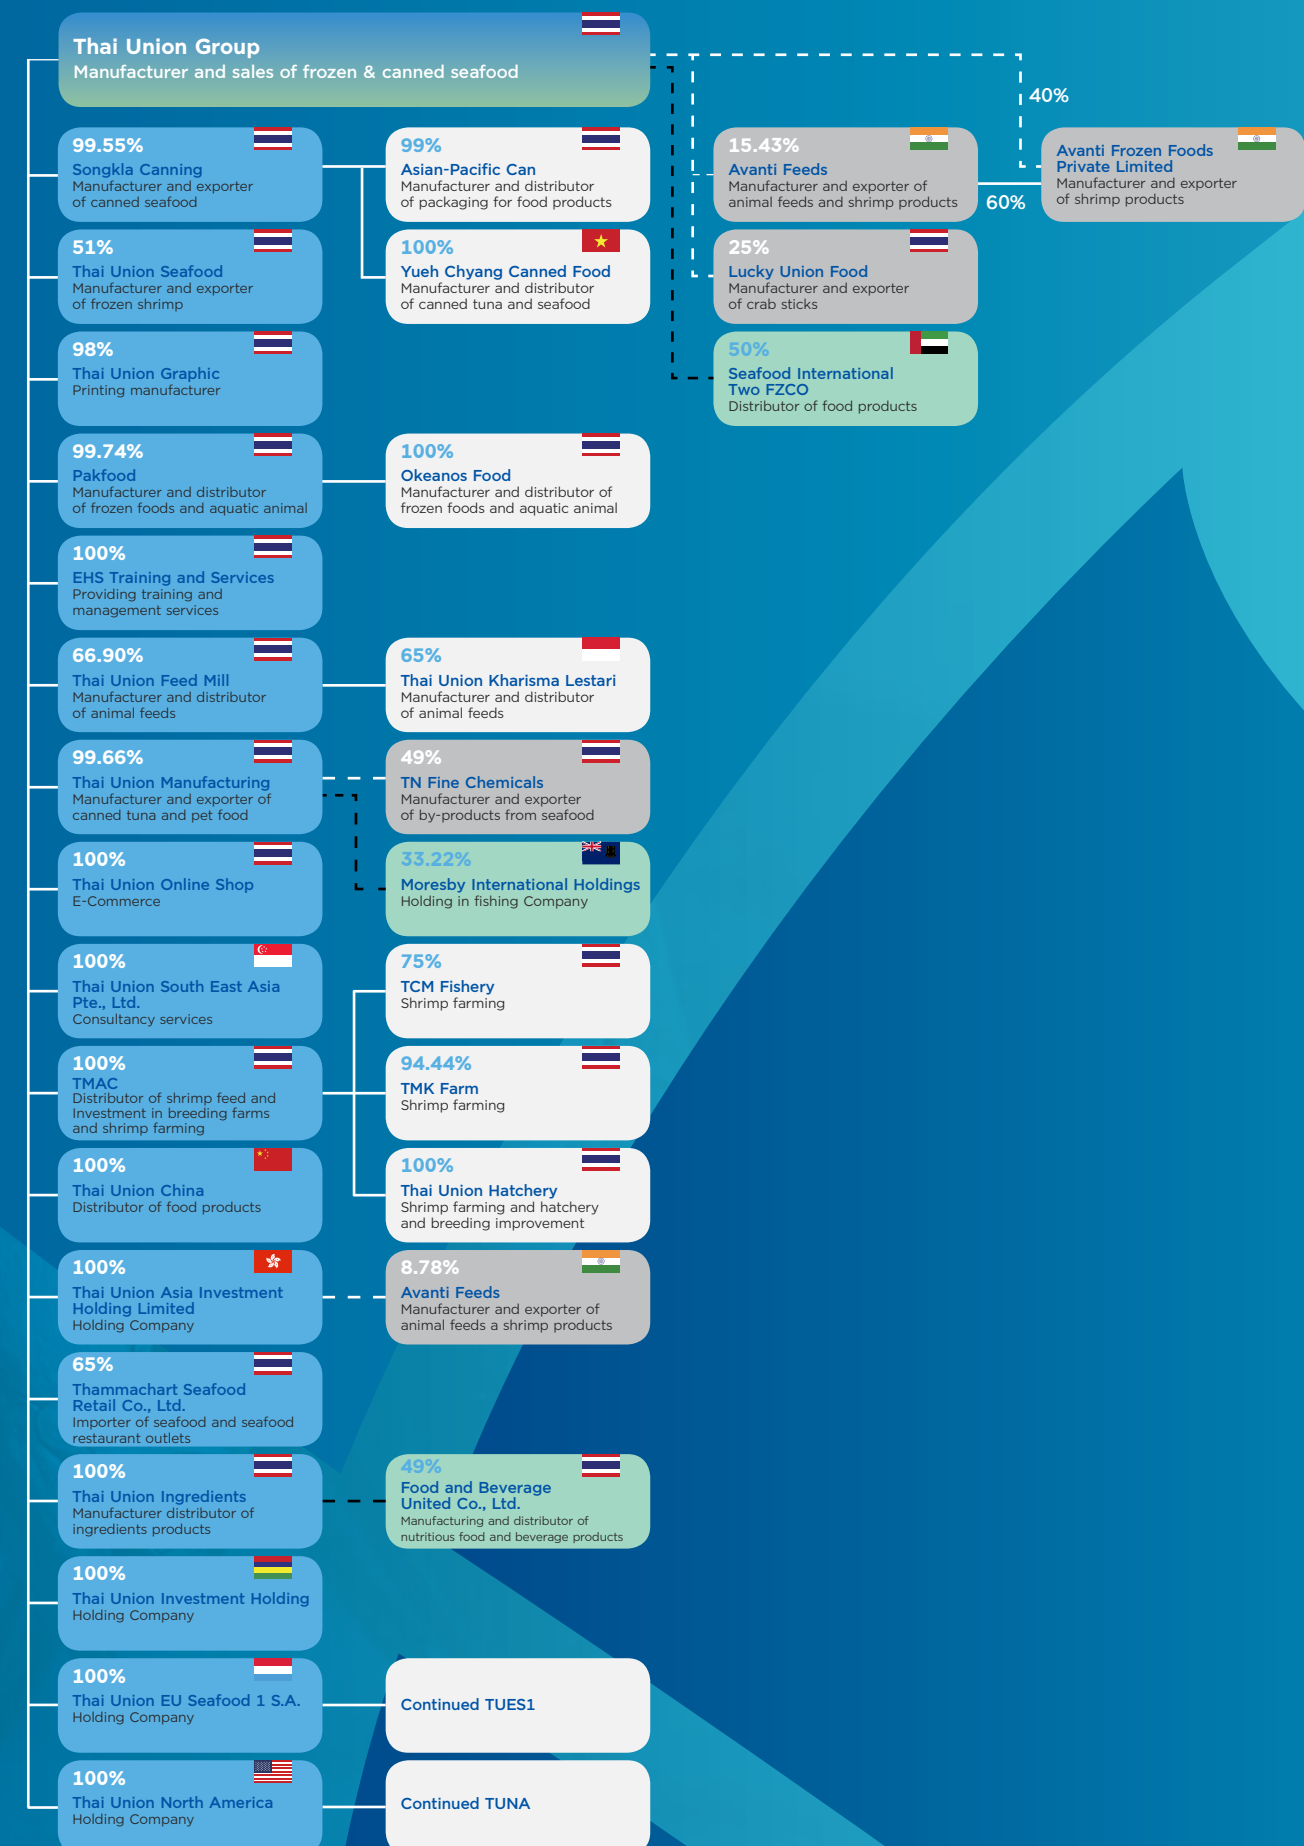 Thai Union Group
Manufacturer and sales of frozen & canned seafood
40%
99.55%
Songkla Canning
Manufacturer and exporter
of canned seafood
99%
Asian-Pacific Can
Manufacturer and distributor
of packaging for food products
15.43%
Avanti Feeds
Manufacturer and exporter of
animal feeds and shrimp products
60%
Avanti Frozen Foods
Private Limited
Manufacturer and exporter
of shrimp products
51%
Thai Union Seafood
Manufacturer and exporter
of frozen shrimp
100%
Yueh Chyang Canned Food
Manufacturer and distributor
of canned tuna and seafood
25%
Lucky Union Food
Manufacturer and exporter
of crab sticks
98%
Thai Union Graphic
Printing manufacturer
50%
Seafood International
Two FZCO
Distributor of food products
99.74%
Pakfood
Manufacturer and distributor
of frozen foods and aquatic animal
100%
Okeanos Food
Manufacturer and distributor of
frozen foods and aquatic animal
100%
EHS Training and Services
Providing training and
management services
66.90%
Thai Union Feed Mill
Manufacturer and distributor
of animal feeds
65%
Thai Union Kharisma Lestari
Manufacturer and distributor
of animal feeds
99.66%
Thai Union Manufacturing
Manufacturer and exporter of
canned tuna and pet food
49%
TN Fine Chemicals
Manufacturer and exporter
of by-products from seafood
100%
Thai Union Online Shop
E-Commerce
33.22%
Moresby International Holdings
Holding in fishing Company
100%
Thai Union South East Asia
Pte., Ltd.
Consultancy services
75%
TCM Fishery
Shrimp farming
100%
TMAC
Distributor of shrimp feed and
Investment in breeding farms
and shrimp farming
94.44%
TMK Farm
Shrimp farming
100%
Thai Union China
Distributor of food products
100%
Thai Union Hatchery
Shrimp farming and hatchery
and breeding improvement
100%
Thai Union Asia Investment
Holding Limited
Holding Company
8.78%
Avanti Feeds
Manufacturer and exporter of
animal feeds a shrimp products
65%
Thammachart Seafood
Retail Co., Ltd.
Importer of seafood and seafood
restaurant outlets
100%
Thai Union Ingredients
Manufacturer distributor of
ingredients products
49%
Food and Beverage
United Co., Ltd.
Manufacturing and distributor of
nutritious food and beverage products
100%
Thai Union Investment Holding
Holding Company
100%
Thai Union EU Seafood 1 S.A.
Holding Company
Continued TUES1
100%
Thai Union North America
Holding Company
Continued TUNA